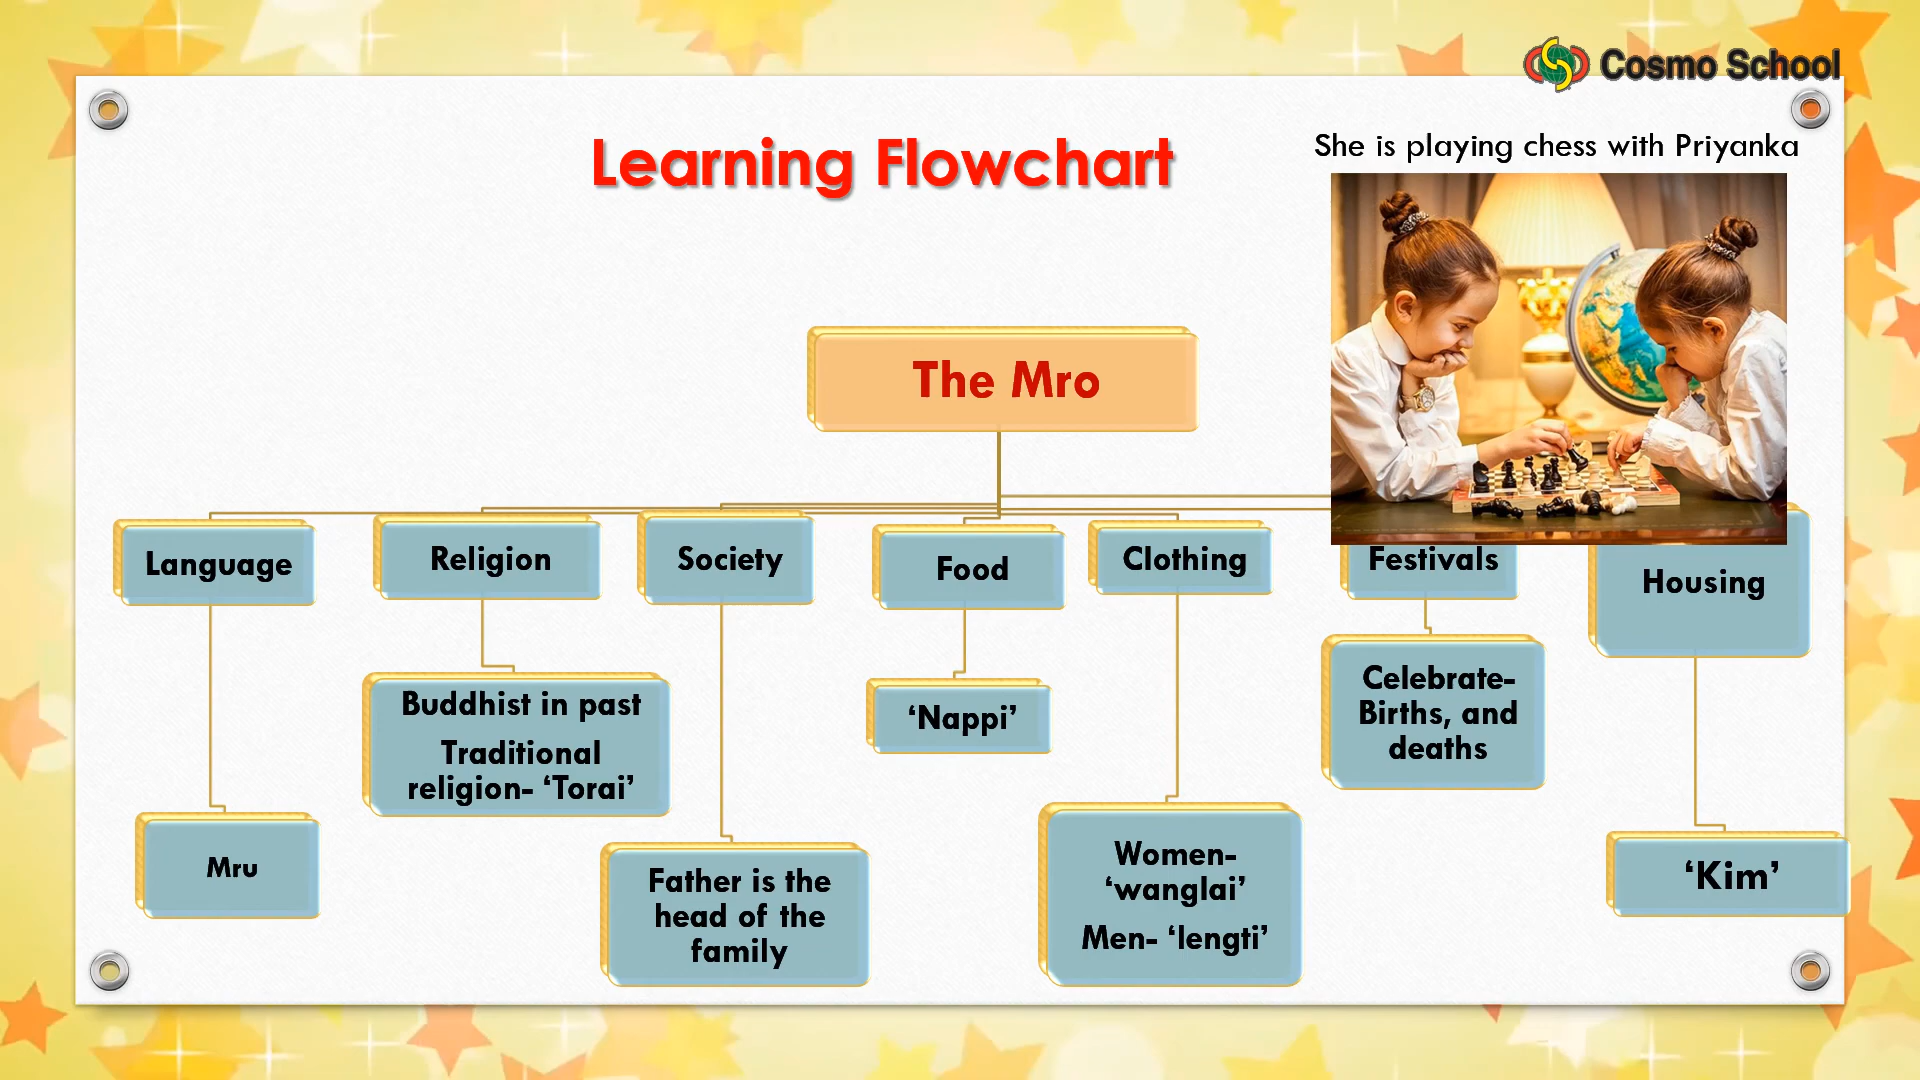 Cosmo School
Learning Flowchart
She is playing chess with Priyanka
The Mro
Language
Religion
Society
Food
Clothing
Festivals
Housing
Buddhist in past
Traditional
religion- ‘Torai’
‘Nappi’
Celebrate-
Births, and
deaths
Mru
Father is the
head of the
family
Women-
‘wanglai’
Men- ‘lengti’
‘Kim’